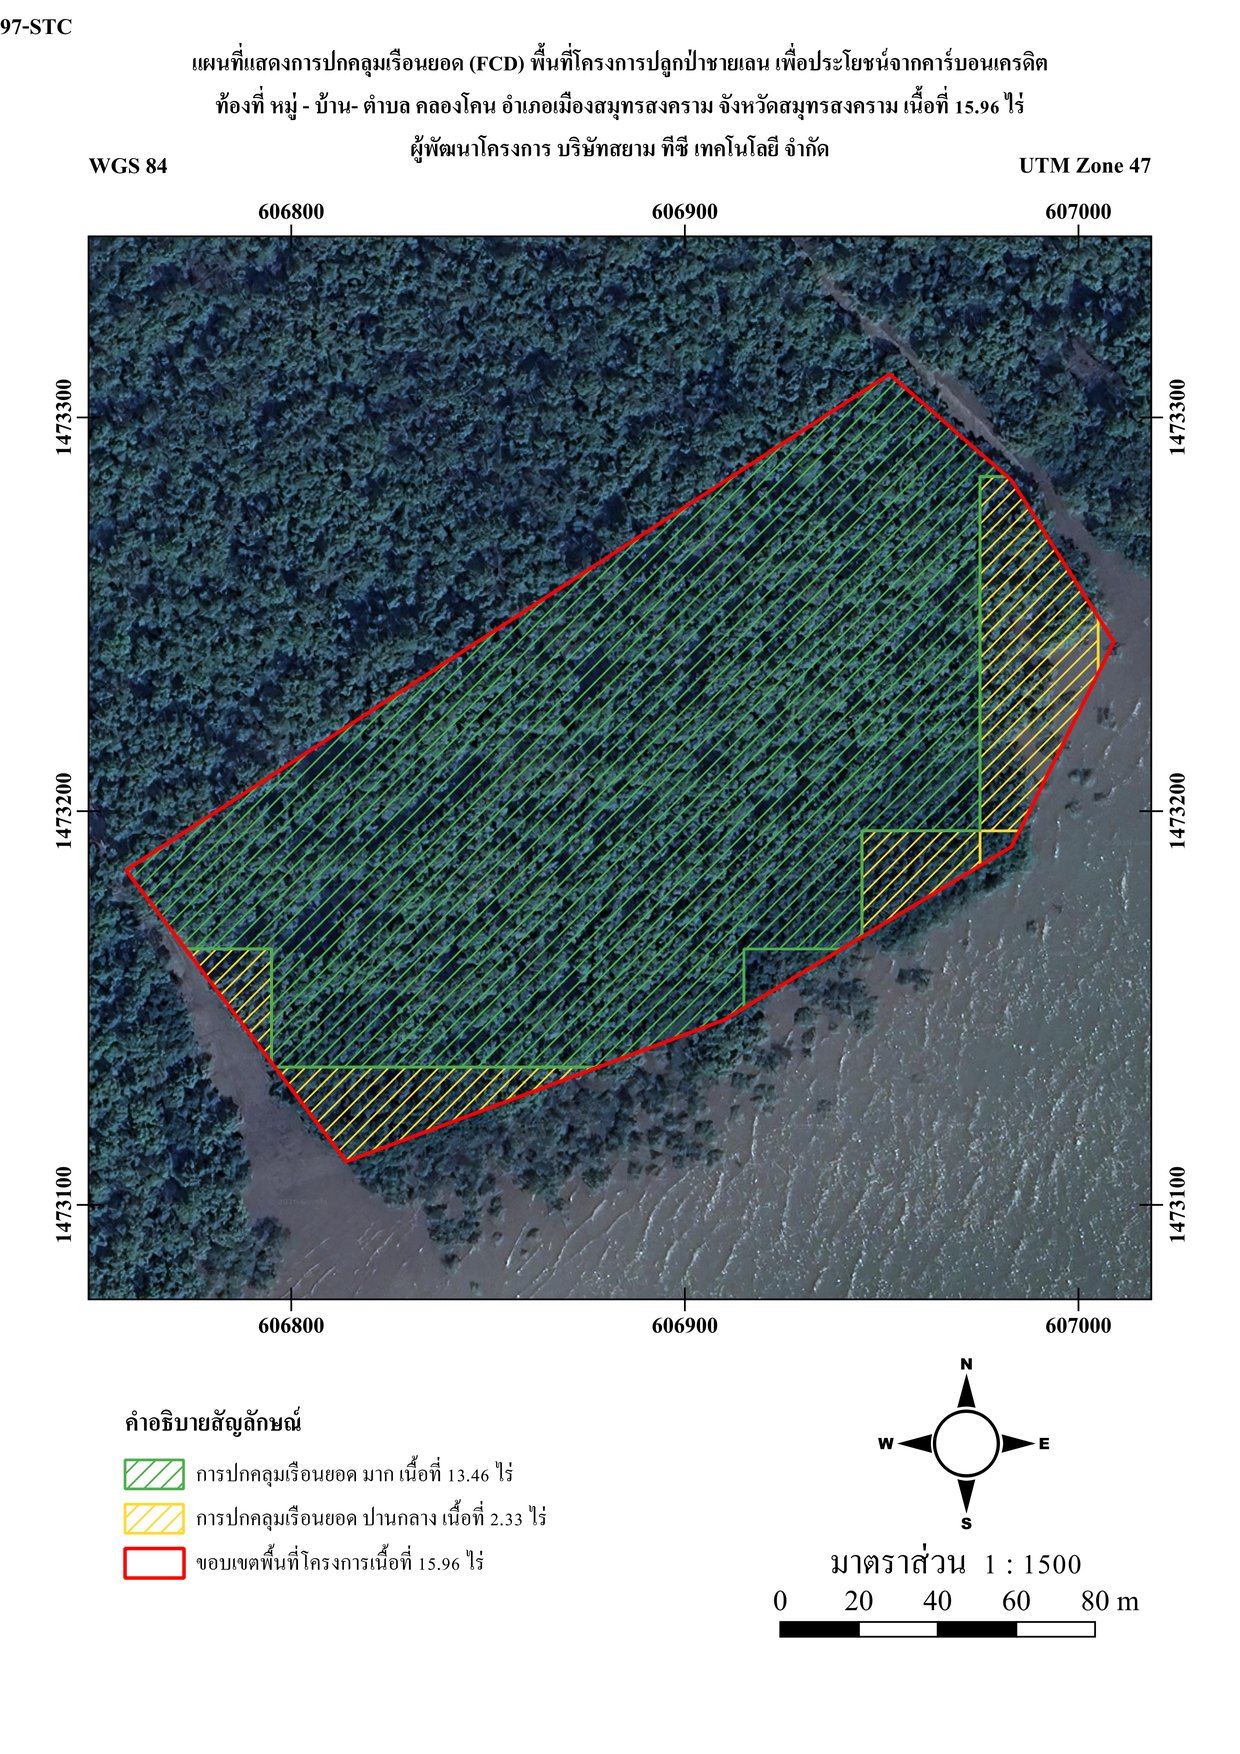 97-STC
แผนที่แสดงการปกคลุมเรือนยอด (FCD) พื้นที่โครงการปลูกป่าชายเลน เพื่อประโยชน์จากคาร์บอนเครดิต
ท้องที่ หมู่ - บ้าน- ตำบล คลองโคน อำเภอเมืองสมุทรสงคราม จังหวัดสมุทรสงคราม เนื้อที่ 15.96 ไร่
ผู้พัฒนาโครงการ บริษัทสยาม ทีซี เทคโนโลยี จำกัด
WGS 84 UTM Zone 47
606800 606900 607000
1473300 1473300
1473200 1473200
1473100 1473100
606800 606900 607000
คำอธิบายสัญลักษณ์
การปกคลุมเรือนยอด มาก เนื้อที่ 13.46 ไร่
การปกคลุมเรือนยอด ปานกลาง เนื้อที่ 2.33 ไร่
ขอบเขตพื้นที่โครงการเนื้อที่ 15.96 ไร่
N
W E
S
มาตราส่วน 1 : 1500
0 20 40 60 80 m